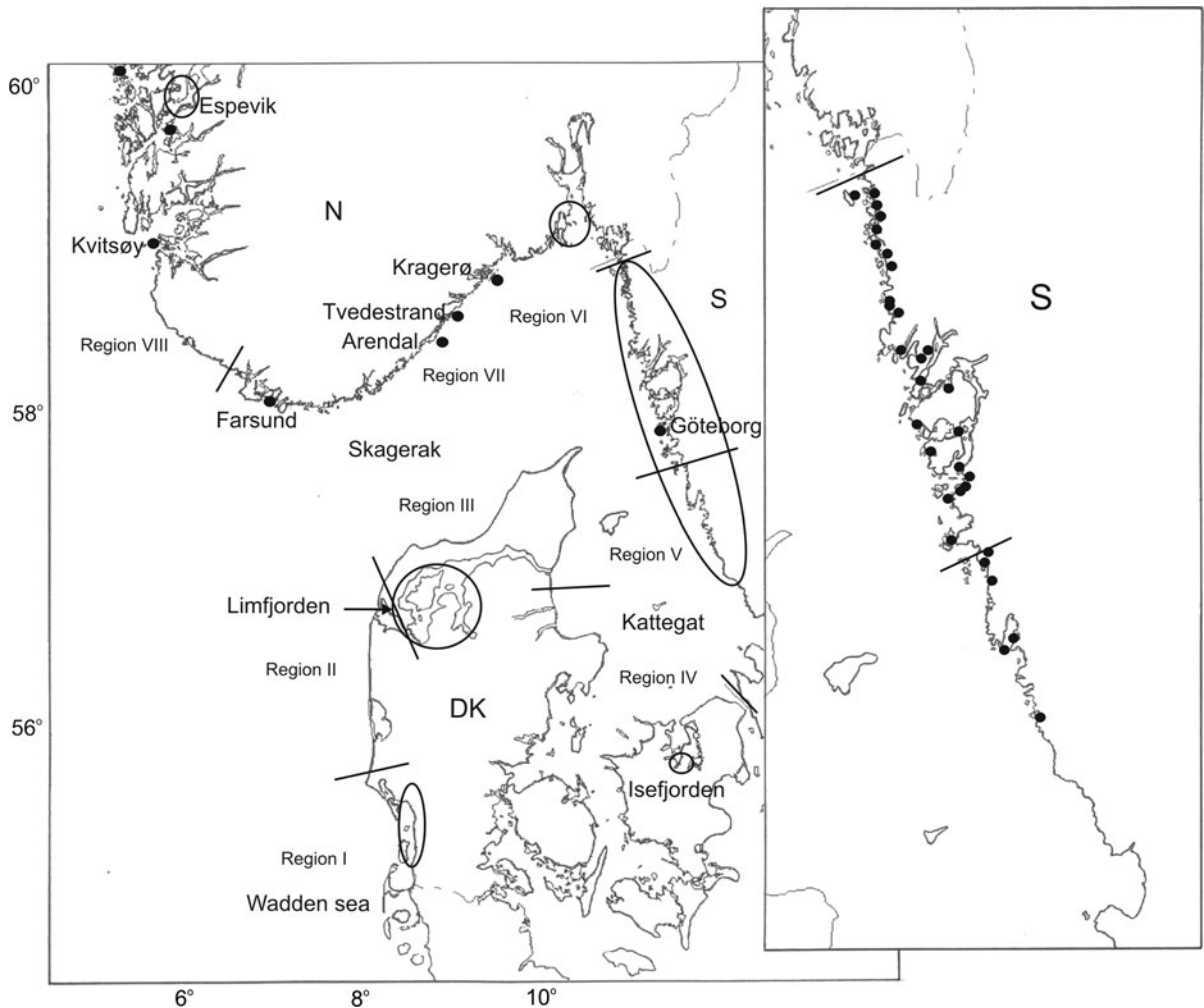 60°
Espevik
N
S
Kvitsøy
Kragerø
S
Tvedestrand
Region VI
Arendal
Region VIII
Region VII
58°
Farsund
Göteborg
Skagerak
Region III
Region V
Limfjorden
Kattegat
Region II
Region IV
DK
56°
Isefjorden
Region I
Wadden sea
6°
8°
10°